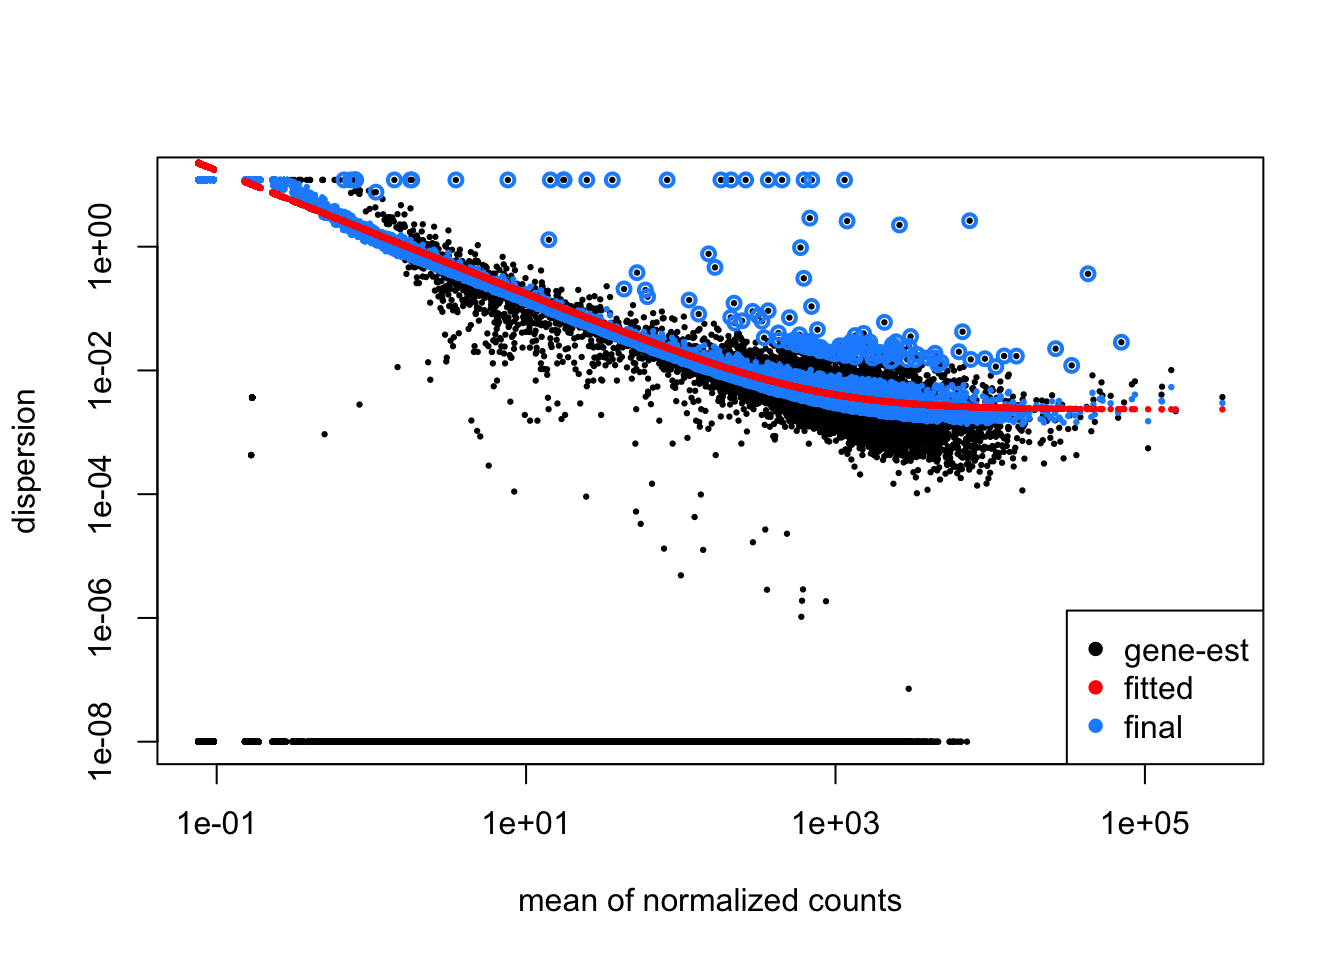 dispersion
1e+00
1e-02
1e-04
1e-06
1e-08
gene-est
fitted
final
1e-01
1e+01
1e+03
1e+05
mean of normalized counts